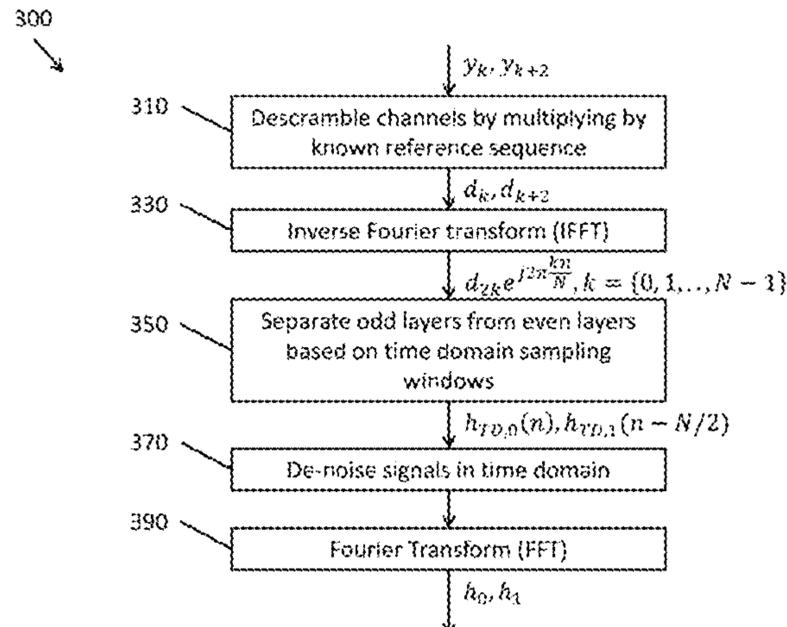 300
y_k, y_{k+2}
310
Descramble channels by multiplying by
known reference sequence
d_k, d_{k+2}
330
Inverse Fourier transform (IFFT)
d_{2k}e^{j2π\frac{kn}{N}}, k = {0, 1,.., N − 1}
350
Separate odd layers from even layers
based on time domain sampling
windows
h_{TD,0}(n), h_{TD,1}(n − N/2)
370
De-noise signals in time domain
390
Fourier Transform (FFT)
h_0, h_1